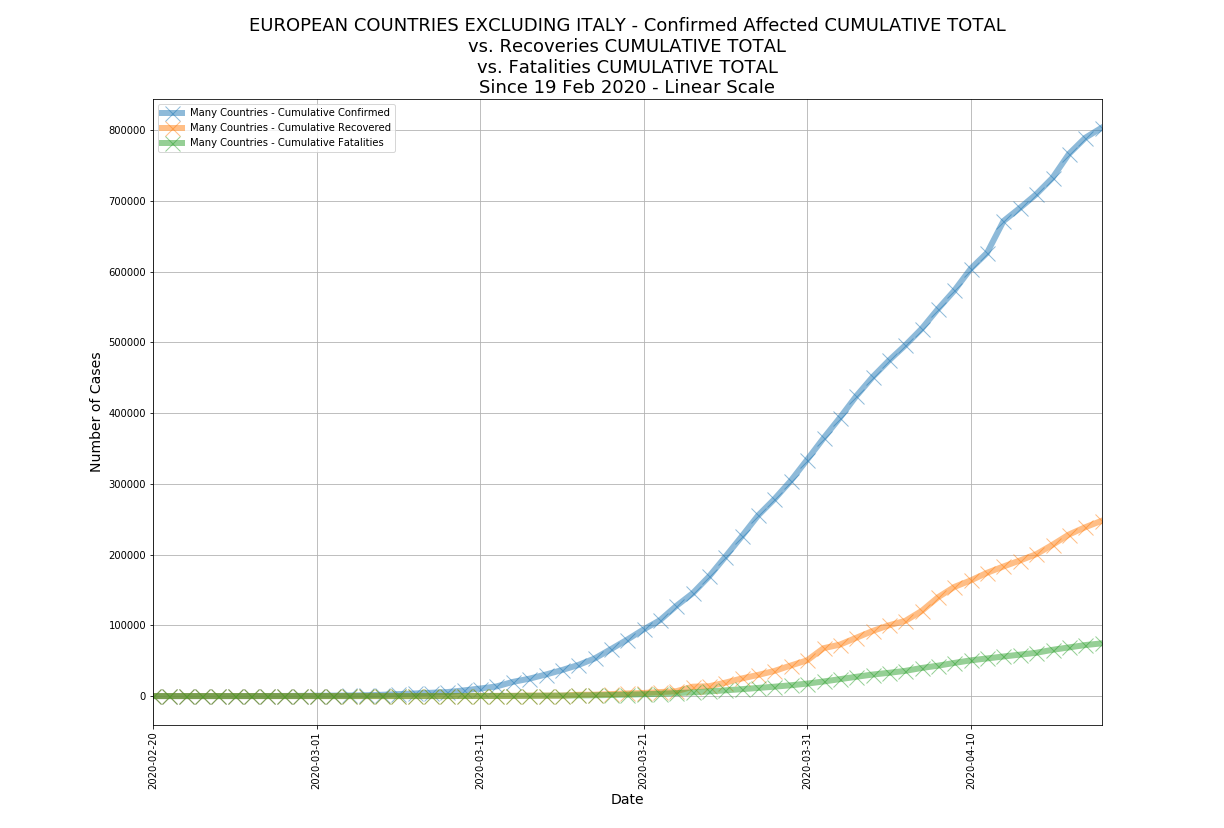 EUROPEAN COUNTRIES EXCLUDING ITALY - Confirmed Affected CUMULATIVE TOTAL
vs. Recoveries CUMULATIVE TOTAL
vs. Fatalities CUMULATIVE TOTAL
Since 19 Feb 2020 - Linear Scale
Many Countries - Cumulative Confirmed
Many Countries - Cumulative Recovered
Many Countries - Cumulative Fatalities
800000
700000
600000
500000
400000
300000
200000
100000
0
Number of Cases
2020-02-20
2020-03-01
2020-03-11
2020-03-21
2020-03-31
2020-04-10
Date